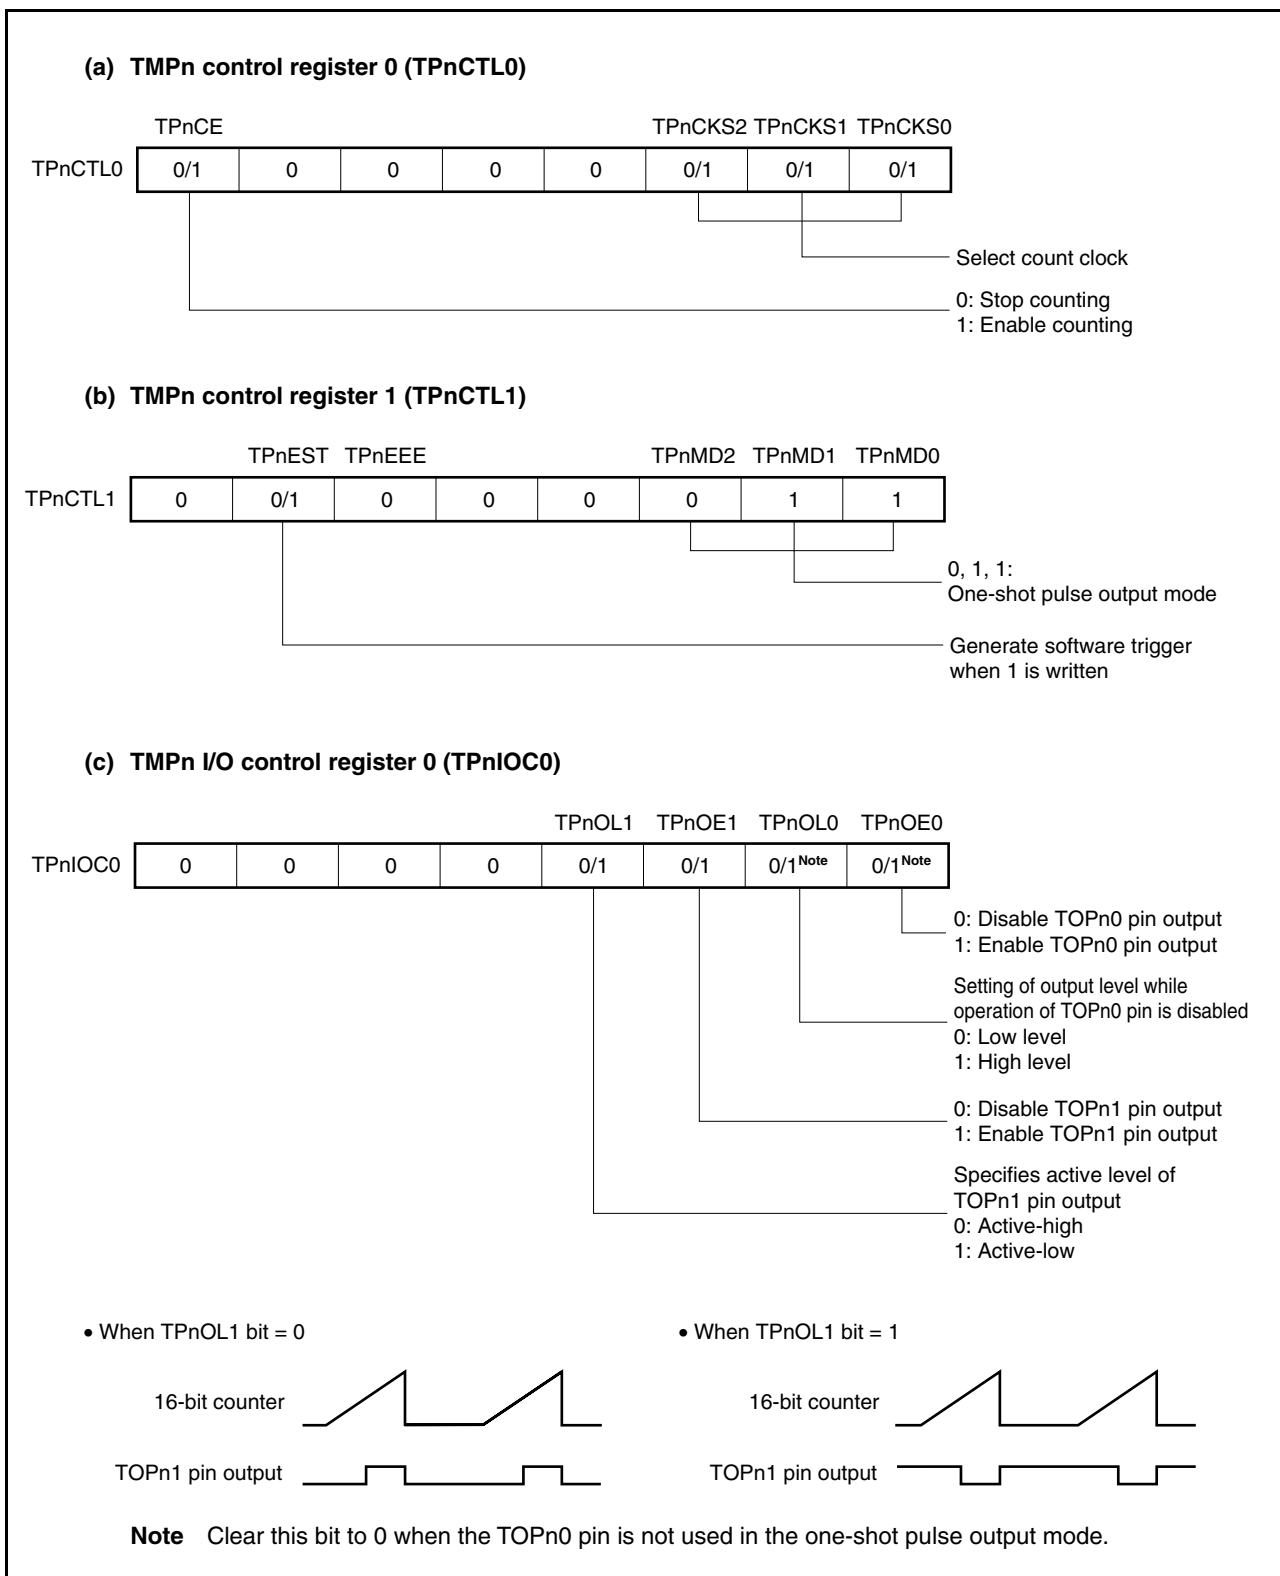 (a) TMPn control register 0 (TPnCTL0)
TPnCE TPnCKS2 TPnCKS1 TPnCKS0
TPnCTL0 0/1 0 0 0 0 0/1 0/1 0/1
Select count clock
0: Stop counting
1: Enable counting
(b) TMPn control register 1 (TPnCTL1)
TPnEST TPnEEE TPnMD2 TPnMD1 TPnMD0
TPnCTL1 0 0/1 0 0 0 0 1 1
0, 1, 1:
One-shot pulse output mode
Generate software trigger
when 1 is written
(c) TMPn I/O control register 0 (TPnIOC0)
TPnOL1 TPnOE1 TPnOL0 TPnOE0
TPnIOC0 0 0 0 0 0/1 0/1 0/1Note 0/1Note
0: Disable TOPn0 pin output
1: Enable TOPn0 pin output
Setting of output level while
operation of TOPn0 pin is disabled
0: Low level
1: High level
0: Disable TOPn1 pin output
1: Enable TOPn1 pin output
Specifies active level of
TOPn1 pin output
0: Active-high
1: Active-low
• When TPnOL1 bit = 0 • When TPnOL1 bit = 1
16-bit counter 16-bit counter
TOPn1 pin output TOPn1 pin output
Note Clear this bit to 0 when the TOPn0 pin is not used in the one-shot pulse output mode.